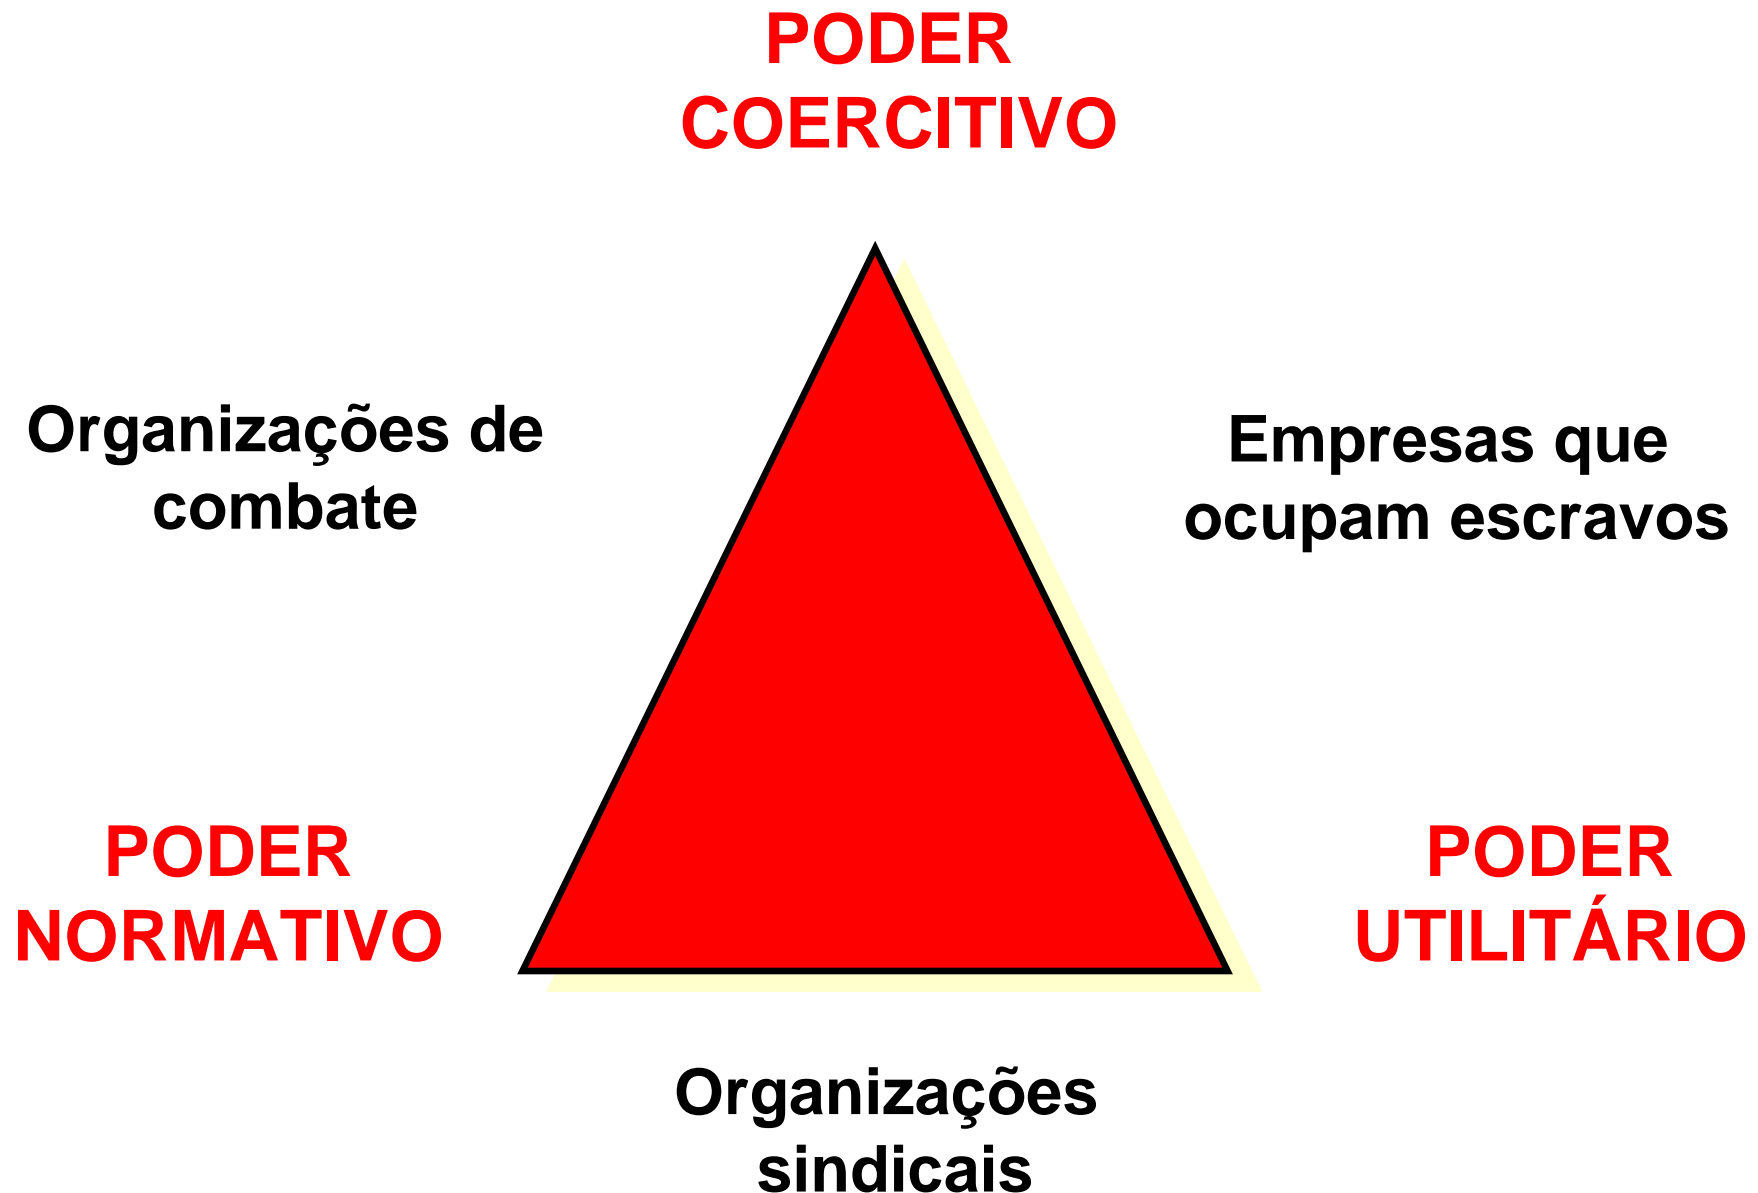 PODER
COERCITIVO
Organizações de
combate
Empresas que
ocupam escravos
PODER
NORMATIVO
PODER
UTILITÁRIO
Organizações
sindicais